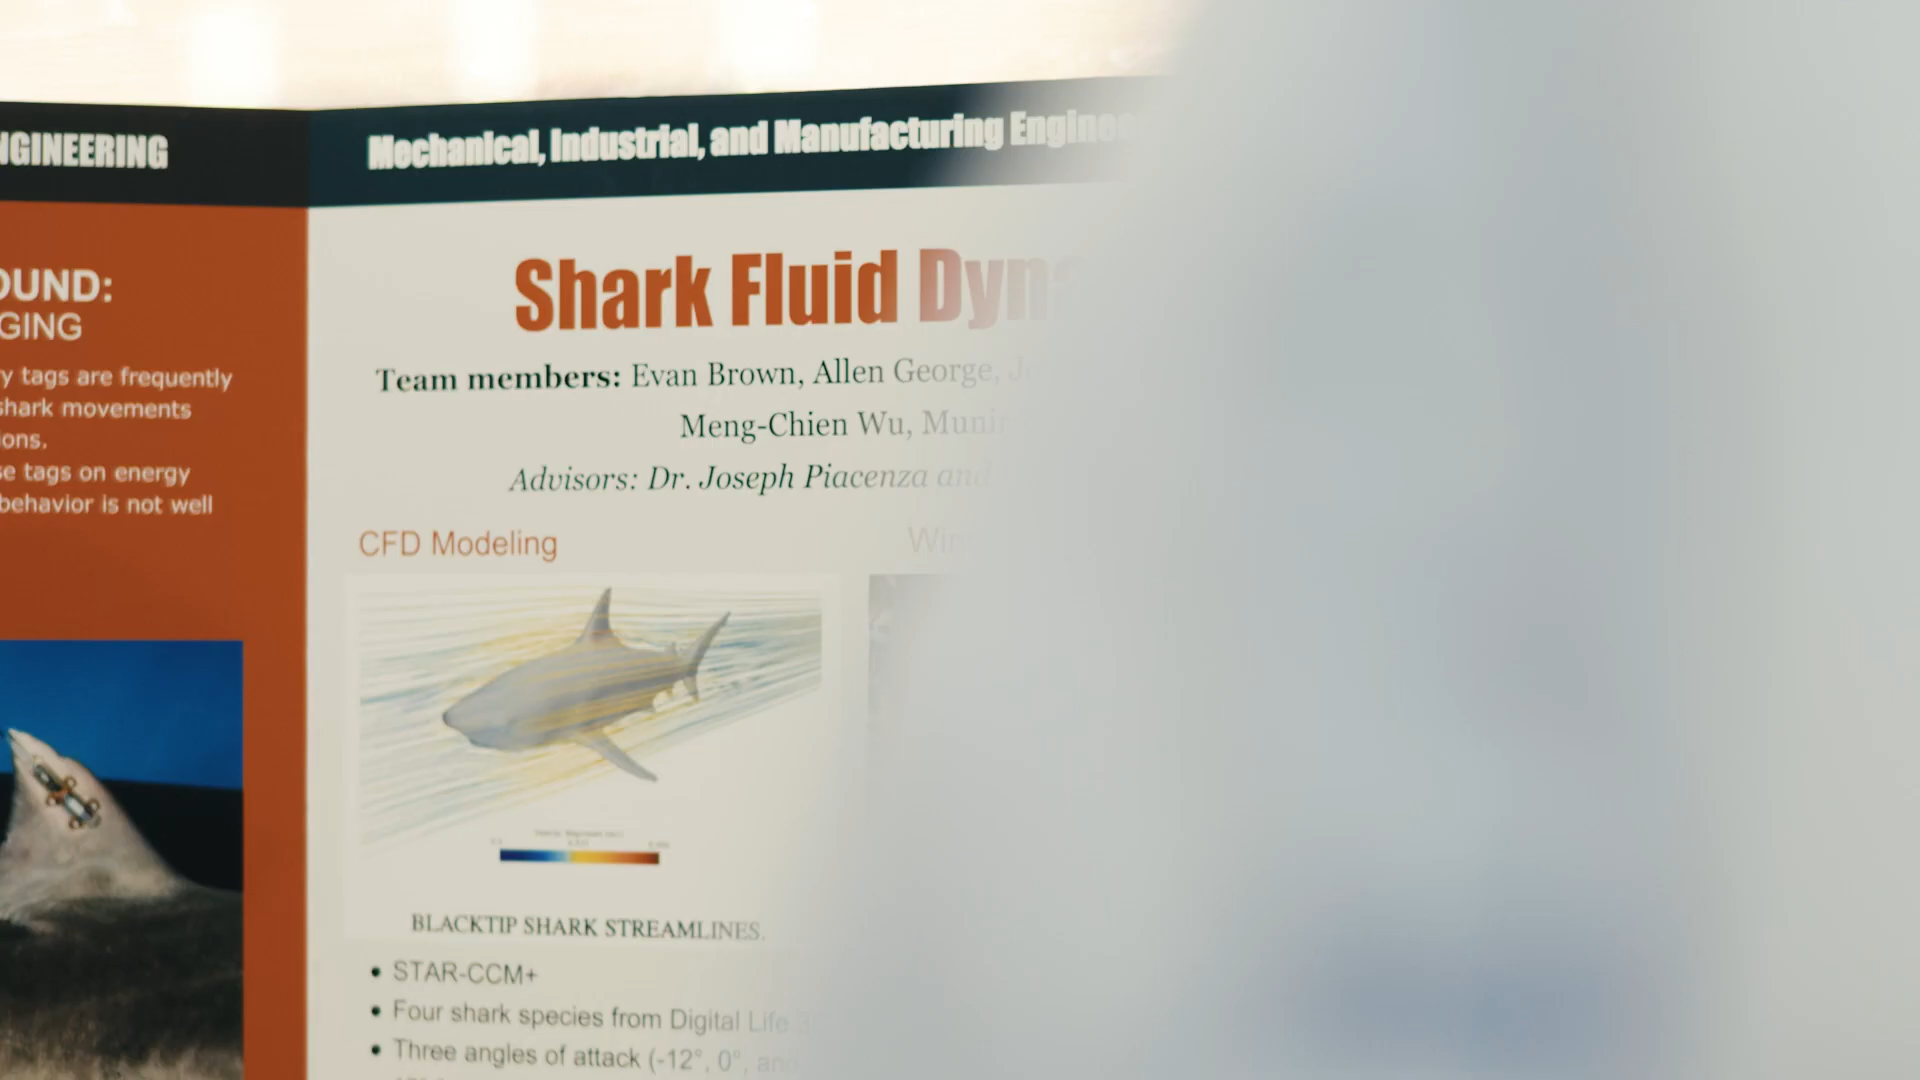 Mechanical, Industrial, and Manufacturing
Shark Fluid
Team members: Evan Brown, Allen George,
Meng-Chien Wu,
Advisors: Dr. Joseph Piacenza and
CFD Modeling
BLACKTIP SHARK STREAMLINES.
• STAR-CCM+
• Four shark species from Digital Life
• Three angles of attack (-12°, 0°, and
NGINEERING
OUND:
GING
y tags are frequently
shark movements
ions.
se tags on energy
behavior is not well